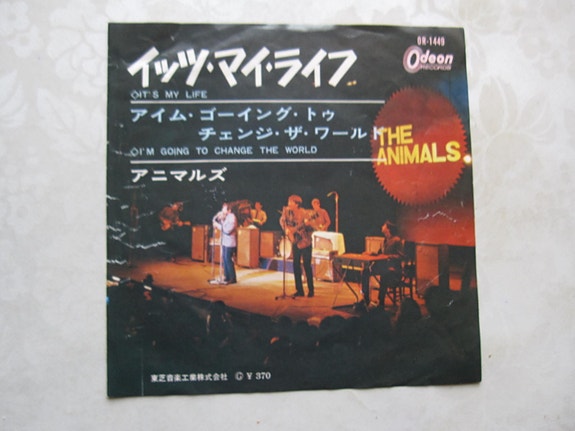 イッツ・マイ・ライフ
◇IT'S MY LIFE
アイム・ゴーイング・トゥ
チェンジ・ザ・ワールド
◇I'M GOING TO CHANGE THE WORLD
アニマルズ
OR-1449
Odeon
RECORDS
THE
ANIMALS.
東芝音楽工業株式会社 Ⓖ ¥ 370